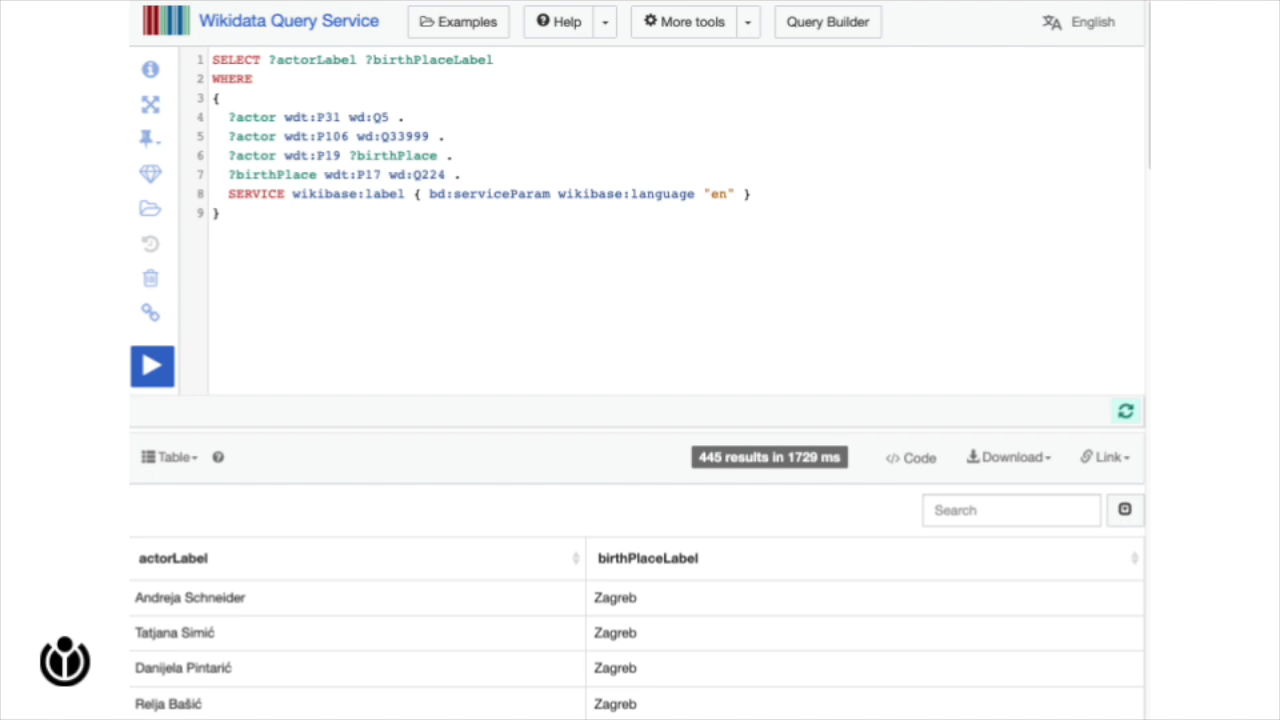 Wikidata Query Service
Examples
Help
More tools
Query Builder
English
1 SELECT ?actorLabel ?birthPlaceLabel
2 WHERE
3 {
4 ?actor wdt:P31 wd:Q5 .
5 ?actor wdt:P106 wd:Q33999 .
6 ?actor wdt:P19 ?birthPlace .
7 ?birthPlace wdt:P17 wd:Q224 .
8 SERVICE wikibase:label { bd:serviceParam wikibase:language "en" }
9 }
Table
445 results in 1729 ms
</> Code
Download
Link
Search
actorLabel birthPlaceLabel
Andreja Schneider Zagreb
Tatjana Simić Zagreb
Danijela Pintarić Zagreb
Relja Bašić Zagreb